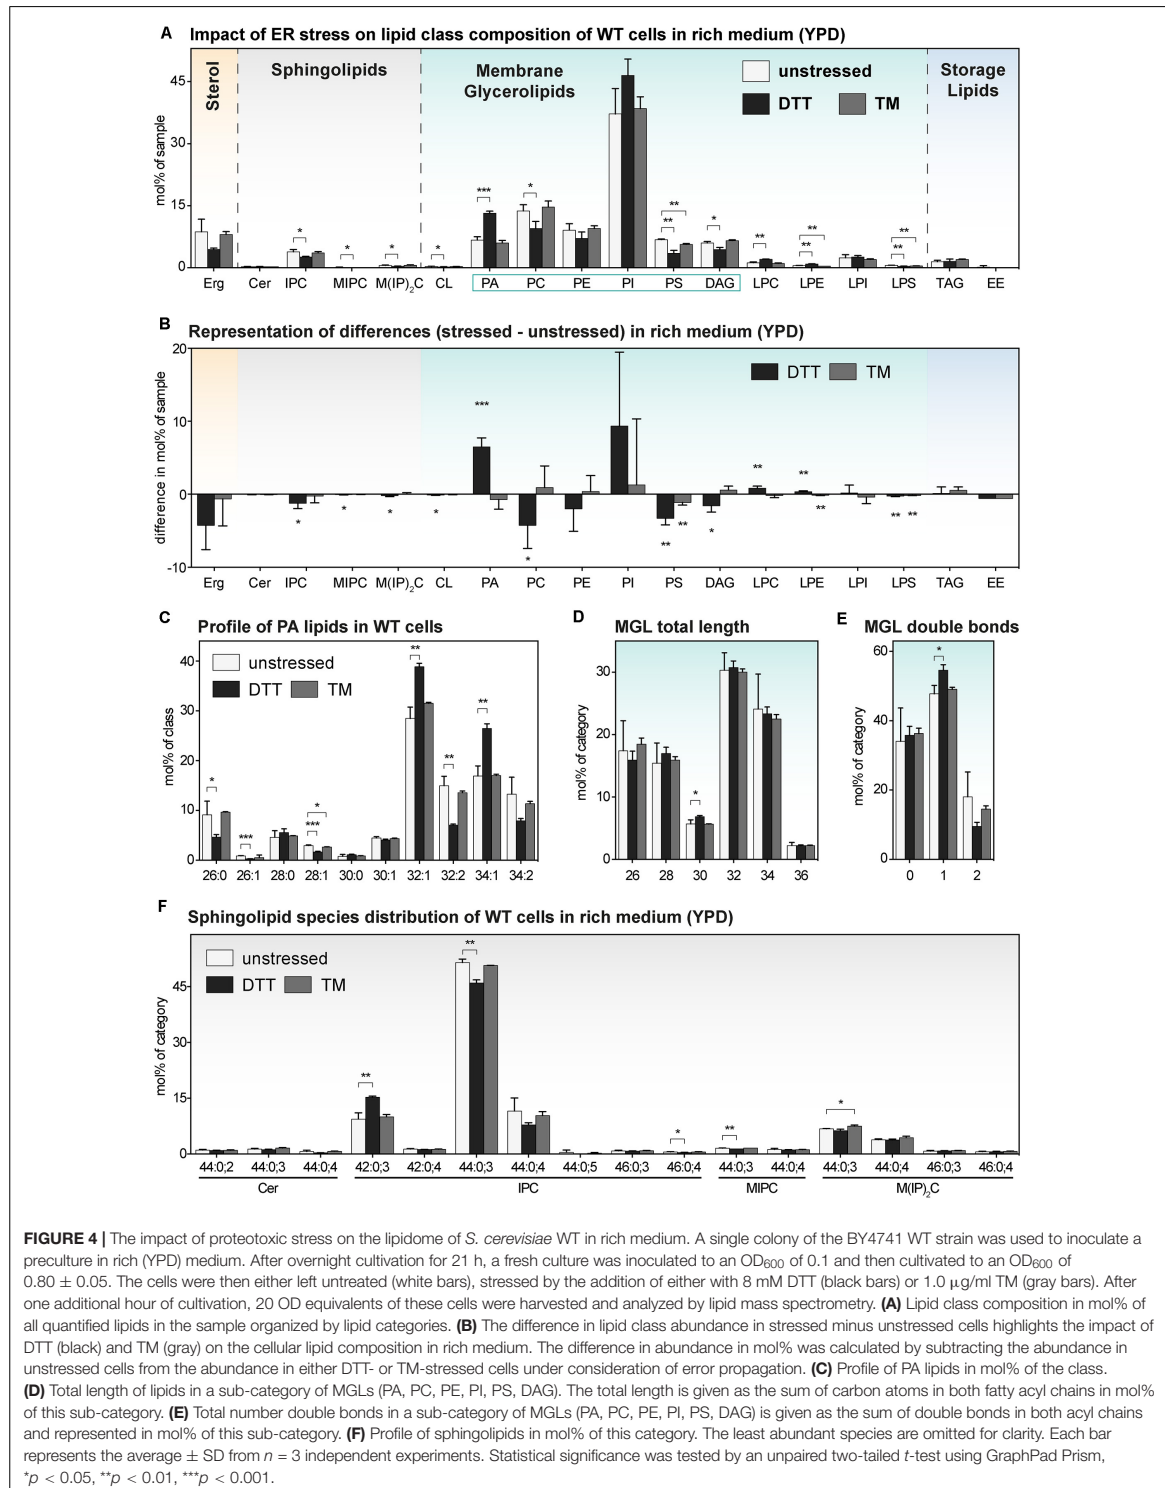 A Impact of ER stress on lipid class composition of WT cells in rich medium (YPD)
Sterol
Sphingolipids
Membrane
Glycerolipids
unstressed
DTT TM
Storage
Lipids
mol% of sample
45
30
15
0
*** * ** ** * ** ** ** ** **
* * * *
Erg Cer IPC MIPC M(IP)2C CL PA PC PE PI PS DAG LPC LPE LPI LPS TAG EE
B Representation of differences (stressed - unstressed) in rich medium (YPD)
DTT TM
difference in mol% of sample
20
10
0
-10
*** ** **
* * * * * ** ** * ** ** **
Erg Cer IPC MIPC M(IP)2C CL PA PC PE PI PS DAG LPC LPE LPI LPS TAG EE
C Profile of PA lipids in WT cells
unstressed
DTT TM
mol% of class
40
30
20
10
0
* *** *** * ** ** **
26:0 26:1 28:0 28:1 30:0 30:1 32:1 32:2 34:1 34:2
D MGL total length
mol% of category
30
20
10
0
*
26 28 30 32 34 36
E MGL double bonds
mol% of category
60
40
20
0
*
0 1 2
F Sphingolipid species distribution of WT cells in rich medium (YPD)
unstressed
DTT TM
mol% of category
45
30
15
0
** ** * ** *
44:0;2 44:0;3 44:0;4 42:0;3 42:0;4 44:0;3 44:0;4 44:0;5 46:0;3 46:0;4 44:0;3 44:0;4 44:0;3 44:0;4 46:0;3 46:0;4
Cer IPC MIPC M(IP)2C
FIGURE 4 | The impact of proteotoxic stress on the lipidome of S. cerevisiae WT in rich medium. A single colony of the BY4741 WT strain was used to inoculate a
preculture in rich (YPD) medium. After overnight cultivation for 21 h, a fresh culture was inoculated to an OD600 of 0.1 and then cultivated to an OD600 of
0.80 ± 0.05. The cells were then either left untreated (white bars), stressed by the addition of either with 8 mM DTT (black bars) or 1.0 μg/ml TM (gray bars). After
one additional hour of cultivation, 20 OD equivalents of these cells were harvested and analyzed by lipid mass spectrometry. (A) Lipid class composition in mol% of
all quantified lipids in the sample organized by lipid categories. (B) The difference in lipid class abundance in stressed minus unstressed cells highlights the impact of
DTT (black) and TM (gray) on the cellular lipid composition in rich medium. The difference in abundance in mol% was calculated by subtracting the abundance in
unstressed cells from the abundance in either DTT- or TM-stressed cells under consideration of error propagation. (C) Profile of PA lipids in mol% of the class.
(D) Total length of lipids in a sub-category of MGLs (PA, PC, PE, PI, PS, DAG). The total length is given as the sum of carbon atoms in both fatty acyl chains in mol%
of this sub-category. (E) Total number double bonds in a sub-category of MGLs (PA, PC, PE, PI, PS, DAG) is given as the sum of double bonds in both acyl chains
and represented in mol% of this sub-category. (F) Profile of sphingolipids in mol% of this category. The least abundant species are omitted for clarity. Each bar
represents the average ± SD from n = 3 independent experiments. Statistical significance was tested by an unpaired two-tailed t-test using GraphPad Prism,
*p < 0.05, **p < 0.01, ***p < 0.001.